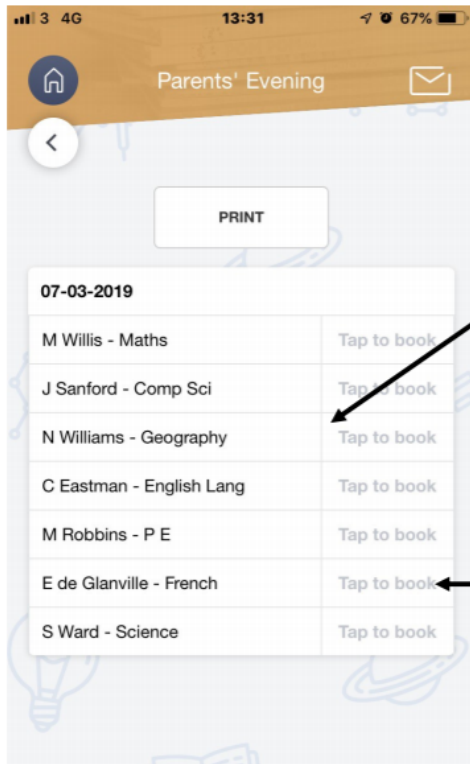 3 4G 13:31 67%
Parents' Evening
PRINT
07-03-2019
M Willis - Maths Tap to book
J Sanford - Comp Sci Tap to book
N Williams - Geography Tap to book
C Eastman - English Lang Tap to book
M Robbins - P E Tap to book
E de Glanville - French Tap to book
S Ward - Science Tap to book